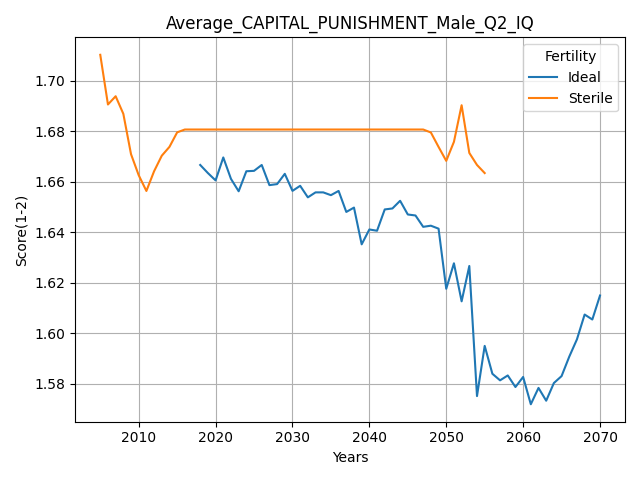 Average_CAPITAL_PUNISHMENT_Male_Q2_IQ
Fertility
Ideal
Sterile
Score(1-2)
1.70
1.68
1.66
1.64
1.62
1.60
1.58
2010
2020
2030
2040
2050
2060
2070
Years